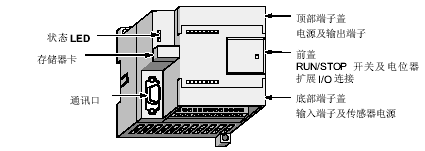 状态 LED
存储器卡
通讯口
顶部端子盖
电源及输出端子
前盖
RUN/STOP 开关及电位器
扩展 I/O 连接
底部端子盖
输入端子及传感器电源